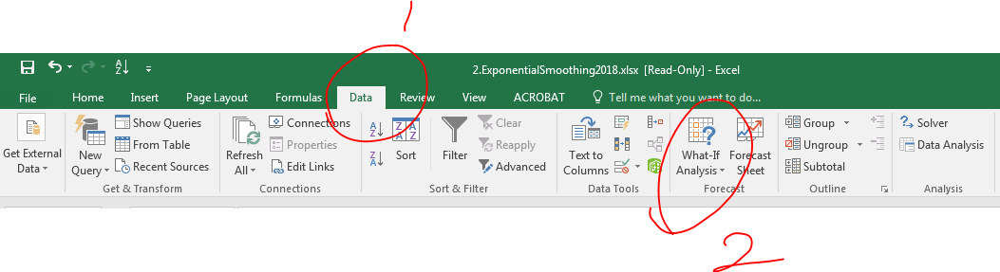 1
2.ExponentialSmoothing2018.xlsx [Read-Only] - Excel
File Home Insert Page Layout Formulas Data Review View ACROBAT Tell me what you want to do...
Get External Data
New Query
Show Queries
From Table
Recent Sources
Get & Transform
Refresh All
Connections
Properties
Edit Links
Connections
A Z
Z A
Z A A Z
Sort
Filter
Clear
Reapply
Advanced
Sort & Filter
Text to Columns
Data Tools
What-If Analysis
Forecast Sheet
Forecast
Group
Ungroup
Subtotal
Outline
Solver
Data Analysis
Analysis
2